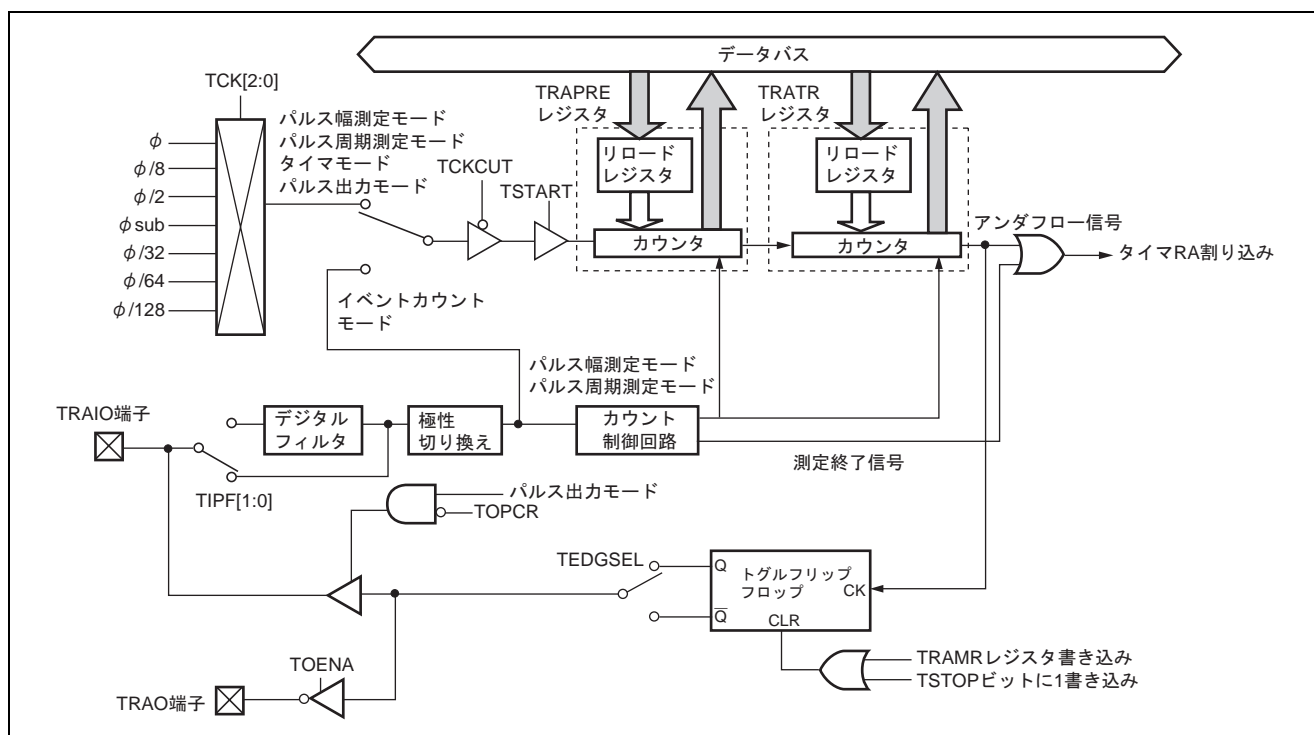 データバス
TCK[2:0]
φ
φ/8
φ/2
φsub
φ/32
φ/64
φ/128
パルス幅測定モード
パルス周期測定モード
タイマモード
パルス出力モード
TCKCUT
TSTART
TRAPRE
レジスタ
リロード
レジスタ
カウンタ
TRATR
レジスタ
リロード
レジスタ
カウンタ
アンダフロー信号
タイマRA割り込み
イベントカウント
モード
パルス幅測定モード
パルス周期測定モード
TRAIO端子
デジタル
フィルタ
極性
切り換え
カウント
制御回路
測定終了信号
TIPF[1:0]
パルス出力モード
TOPCR
TEDGSEL
Q
Q̅
トグルフリップ
フロップ
CK
CLR
TRAMRレジスタ書き込み
TSTOPビットに1書き込み
TOENA
TRAO端子